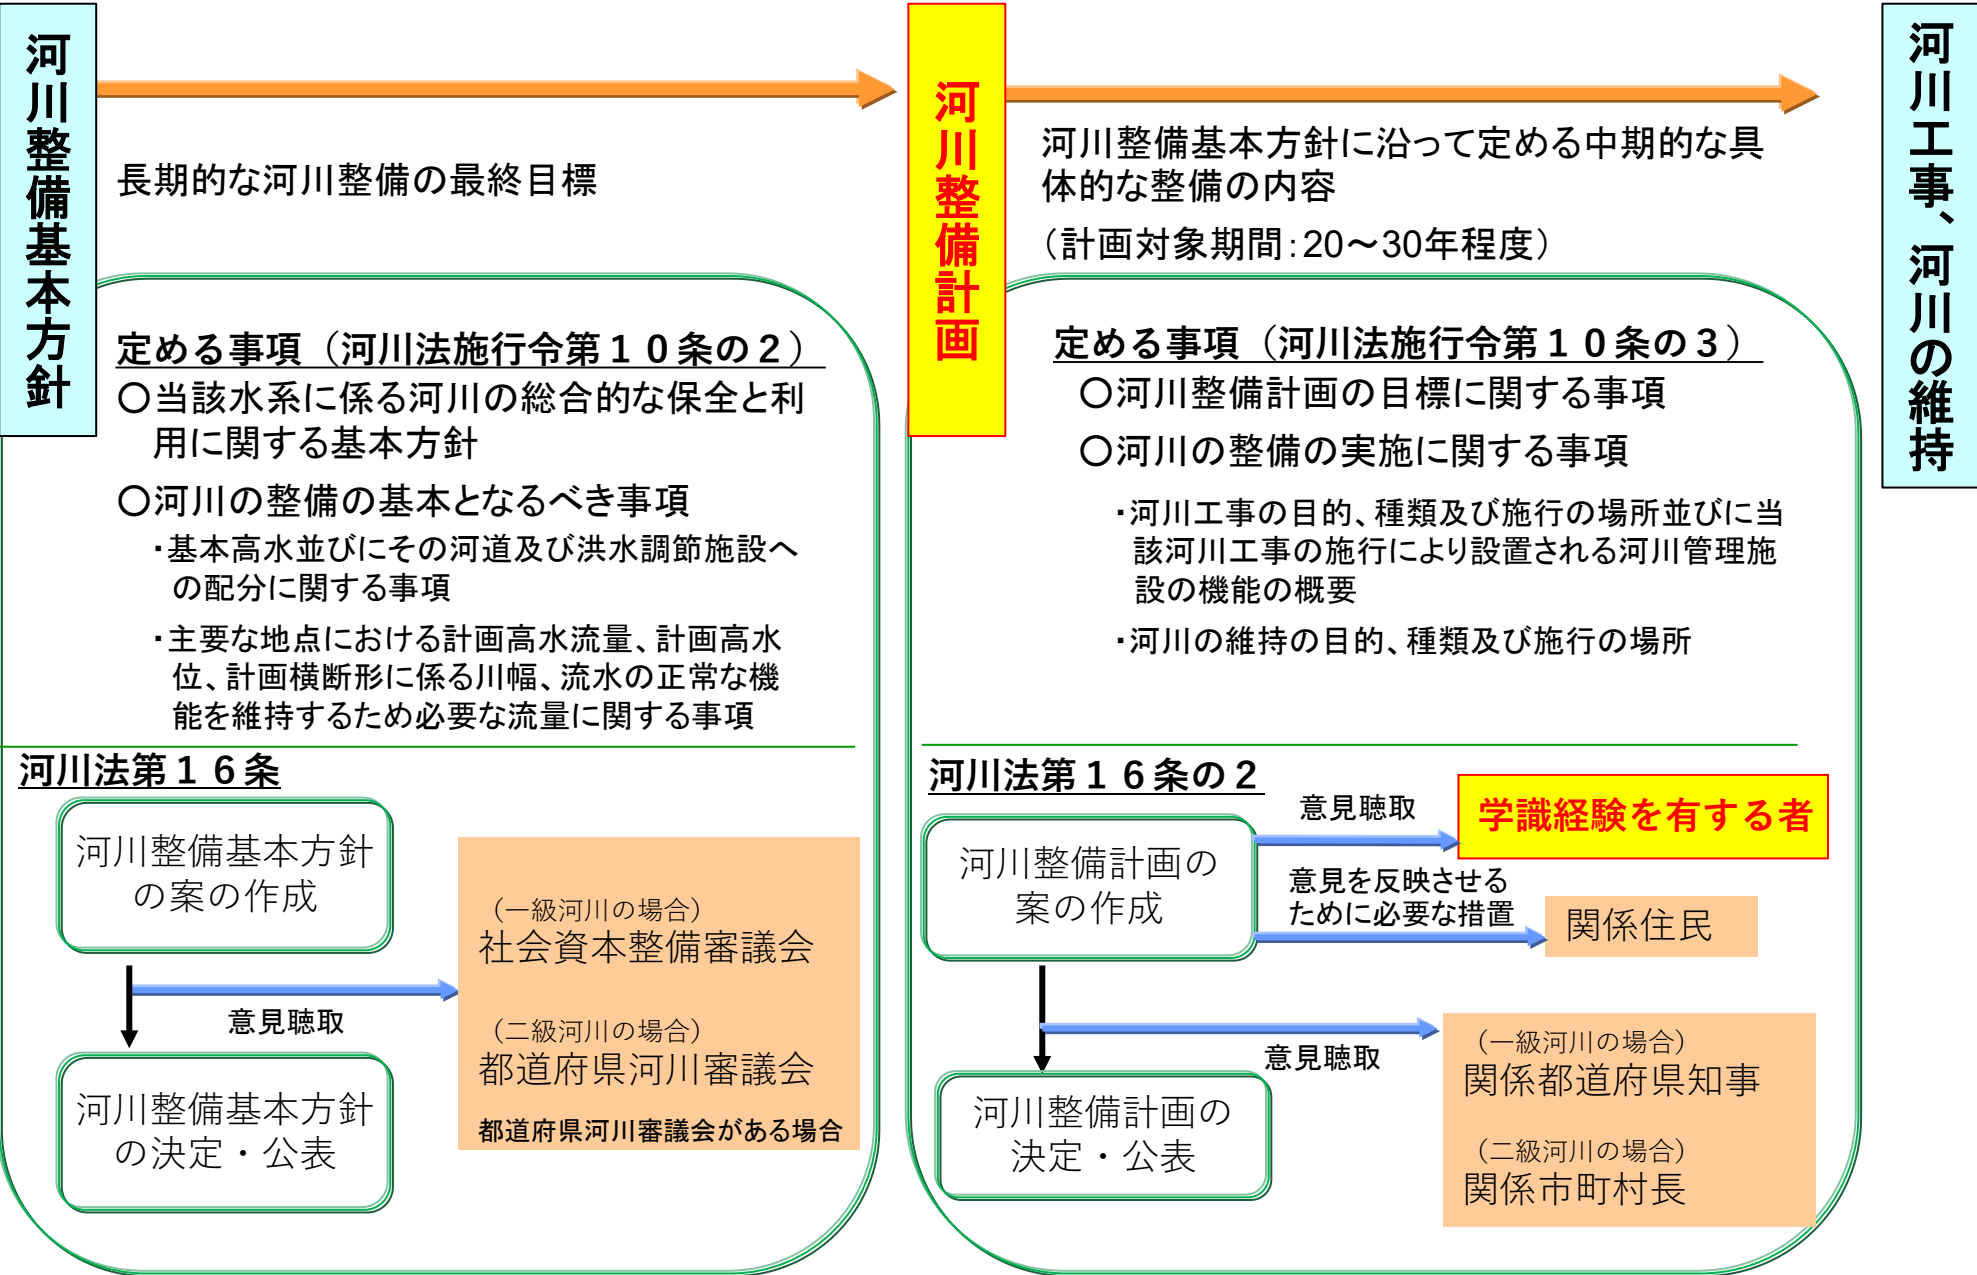 河川整備基本方針
長期的な河川整備の最終目標
定める事項（河川法施行令第１０条の２）
○当該水系に係る河川の総合的な保全と利
用に関する基本方針
○河川の整備の基本となるべき事項
・基本高水並びにその河道及び洪水調節施設へ
の配分に関する事項
・主要な地点における計画高水流量、計画高水
位、計画横断形に係る川幅、流水の正常な機
能を維持するため必要な流量に関する事項
河川法第１６条
河川整備基本方針
の案の作成
意見聴取
（一級河川の場合）
社会資本整備審議会
（二級河川の場合）
都道府県河川審議会
都道府県河川審議会がある場合
河川整備基本方針
の決定・公表
河川整備計画
河川整備基本方針に沿って定める中期的な具
体的な整備の内容
（計画対象期間：20～30年程度）
定める事項（河川法施行令第１０条の３）
○河川整備計画の目標に関する事項
○河川の整備の実施に関する事項
・河川工事の目的、種類及び施行の場所並びに当
該河川工事の施行により設置される河川管理施
設の機能の概要
・河川の維持の目的、種類及び施行の場所
河川法第１６条の２
河川整備計画の
案の作成
意見聴取
学識経験を有する者
意見を反映させる
ために必要な措置
関係住民
意見聴取
（一級河川の場合）
関係都道府県知事
（二級河川の場合）
関係市町村長
河川整備計画の
決定・公表
河川工事、河川の維持